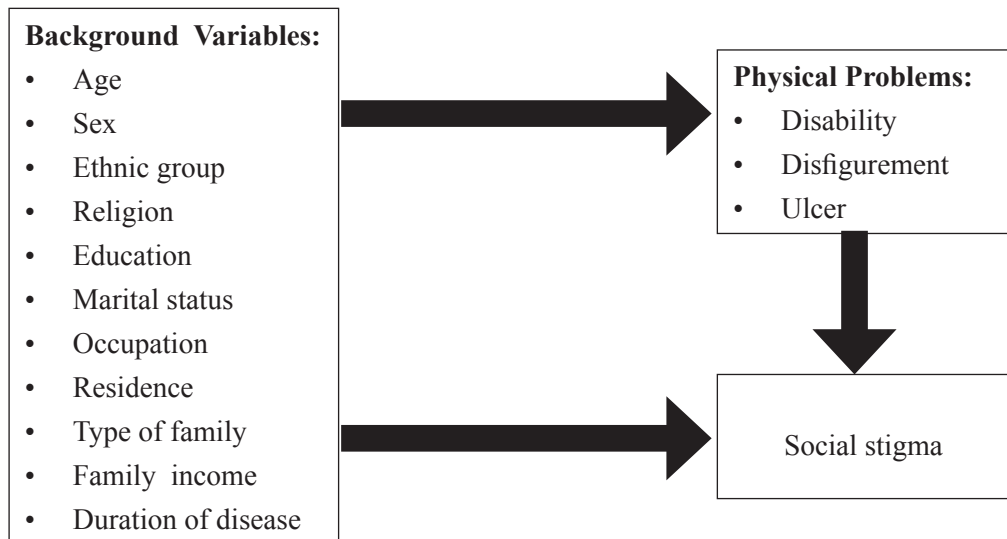 Background Variables:
• Age
• Sex
• Ethnic group
• Religion
• Education
• Marital status
• Occupation
• Residence
• Type of family
• Family income
• Duration of disease
Physical Problems:
• Disability
• Disfigurement
• Ulcer
Social stigma